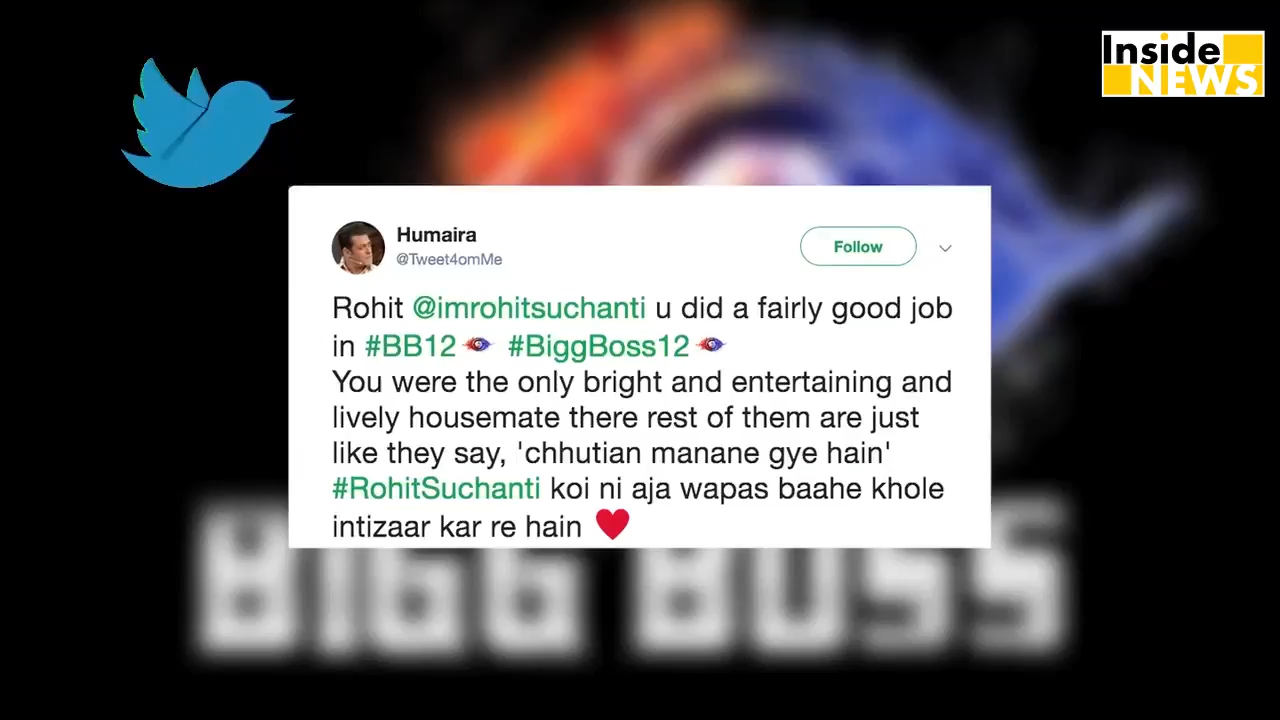 Inside
NEWS
Humaira
@Tweet4omMe
Follow
Rohit @imrohitsuchanti u did a fairly good job
in #BB12 #BiggBoss12
You were the only bright and entertaining and
lively housemate there rest of them are just
like they say, 'chhutian manane gye hain'
#RohitSuchanti koi ni aja wapas baahe khole
intizaar kar re hain ❤
BIGG BOSS